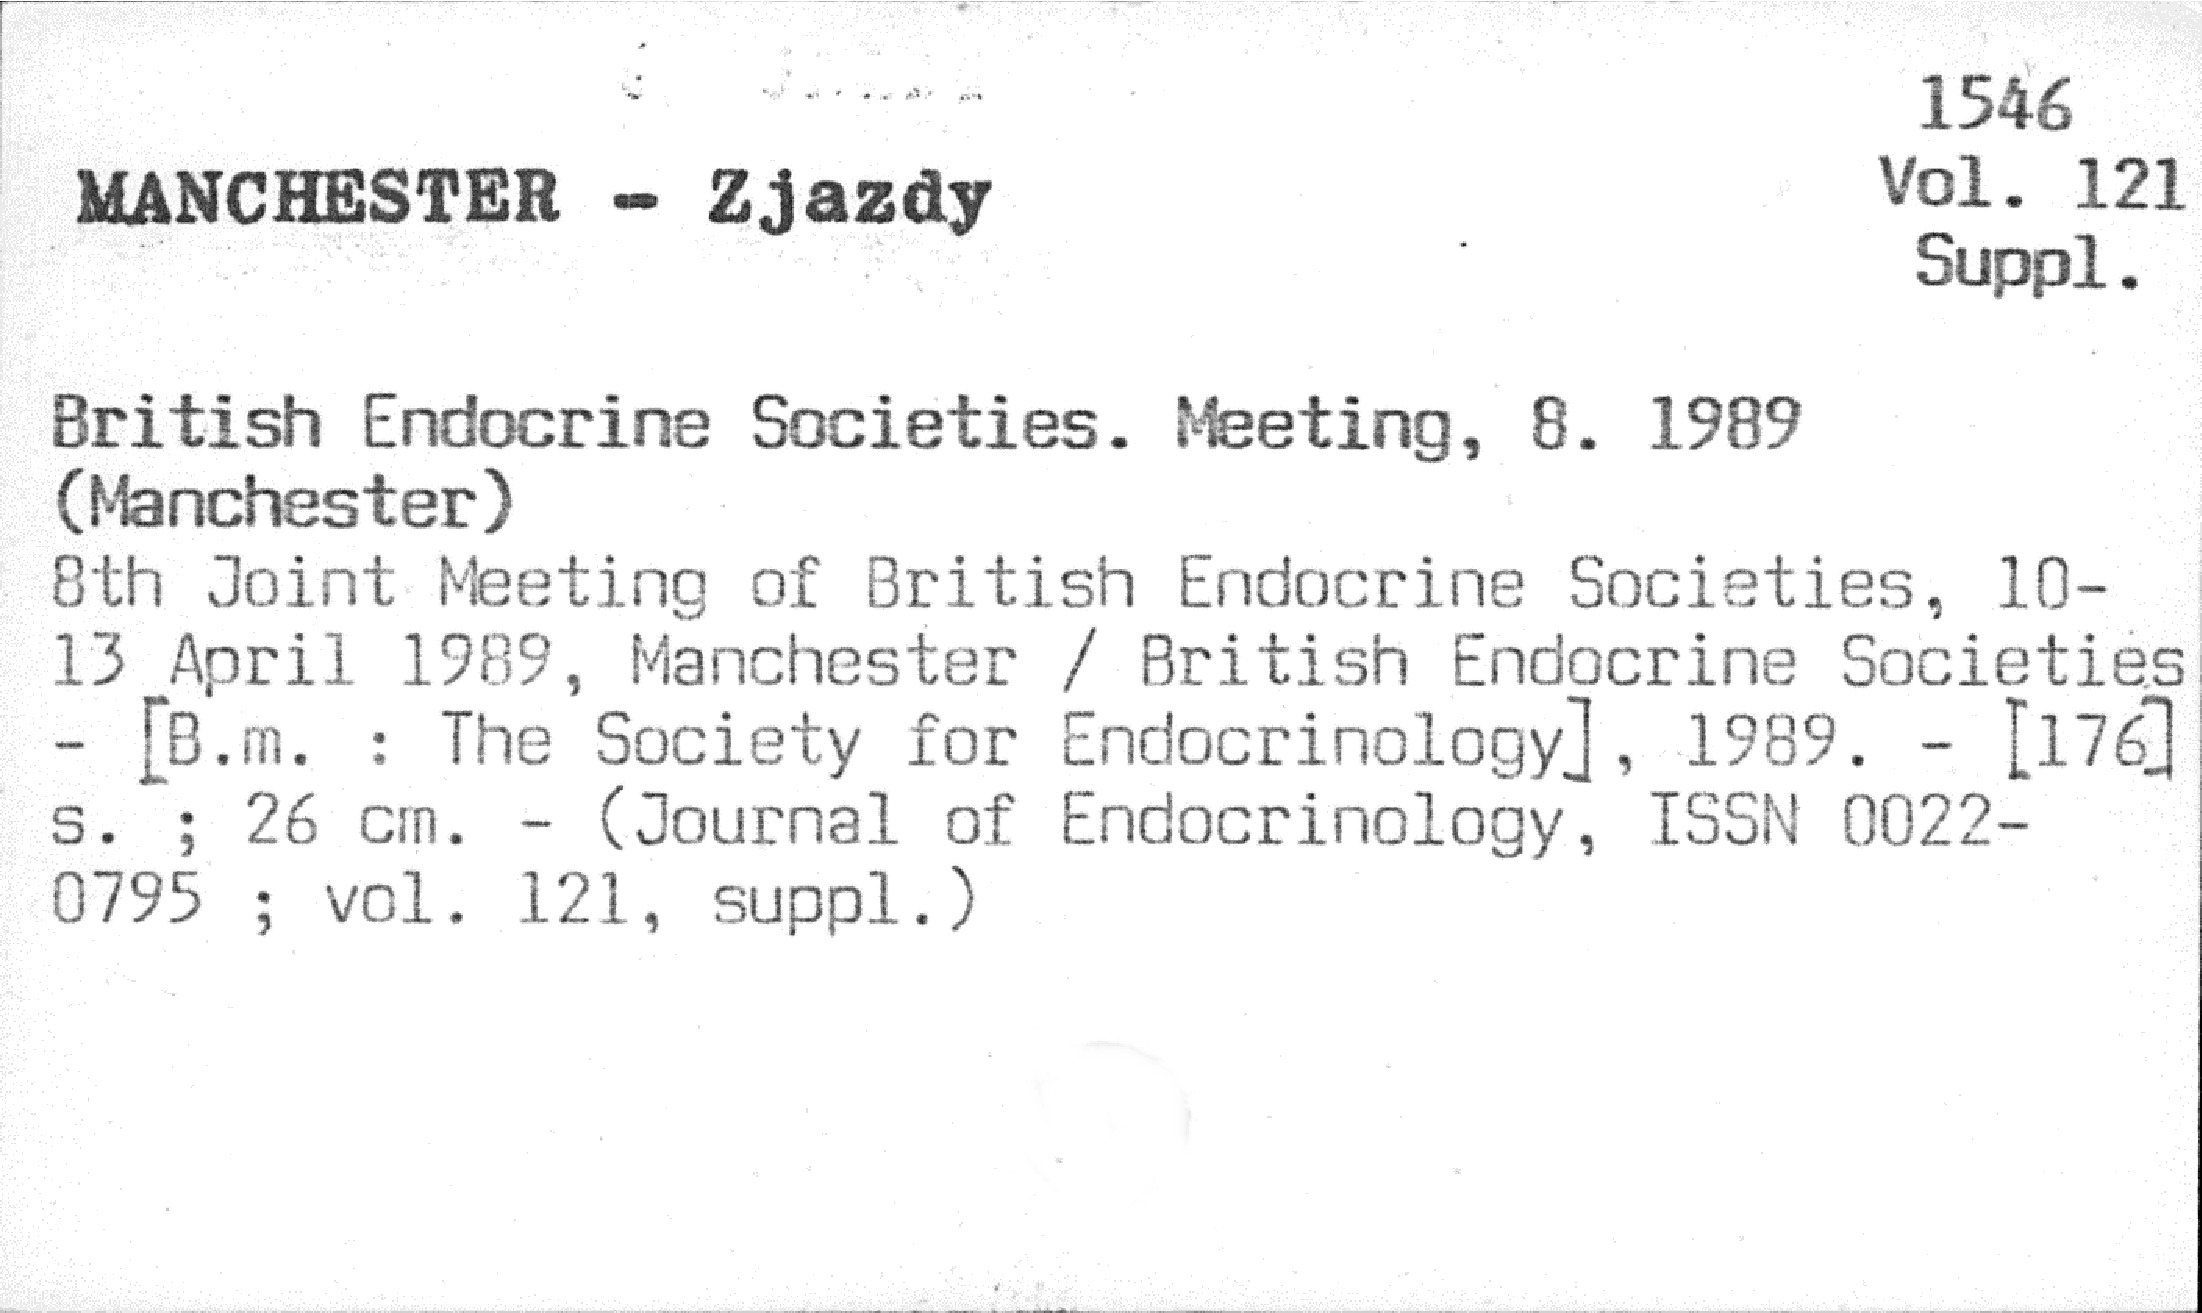 1546
MANCHESTER - Zjazdy
Vol. 121
Suppl.
British Endocrine Societies. Meeting, 8. 1989
(Manchester)
8th Joint Meeting of British Endocrine Societies, 10-
13 April 1989, Manchester / British Endocrine Societies
- [B.m. : The Society for Endocrinology], 1989. - [176]
s. ; 26 cm. - (Journal of Endocrinology, ISSN 0022-
0795 ; vol. 121, suppl.)